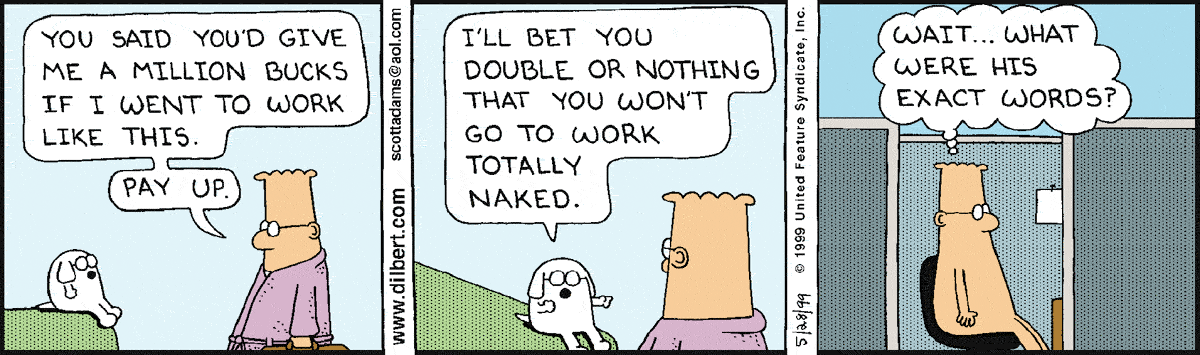 YOU SAID YOU'D GIVE
ME A MILLION BUCKS
IF I WENT TO WORK
LIKE THIS.
PAY UP.
www.dilbert.com scottadams@aol.com
I'LL BET YOU
DOUBLE OR NOTHING
THAT YOU WON'T
GO TO WORK
TOTALLY
NAKED.
5/28/99 © 1999 United Feature Syndicate, Inc.
WAIT... WHAT
WERE HIS
EXACT WORDS?